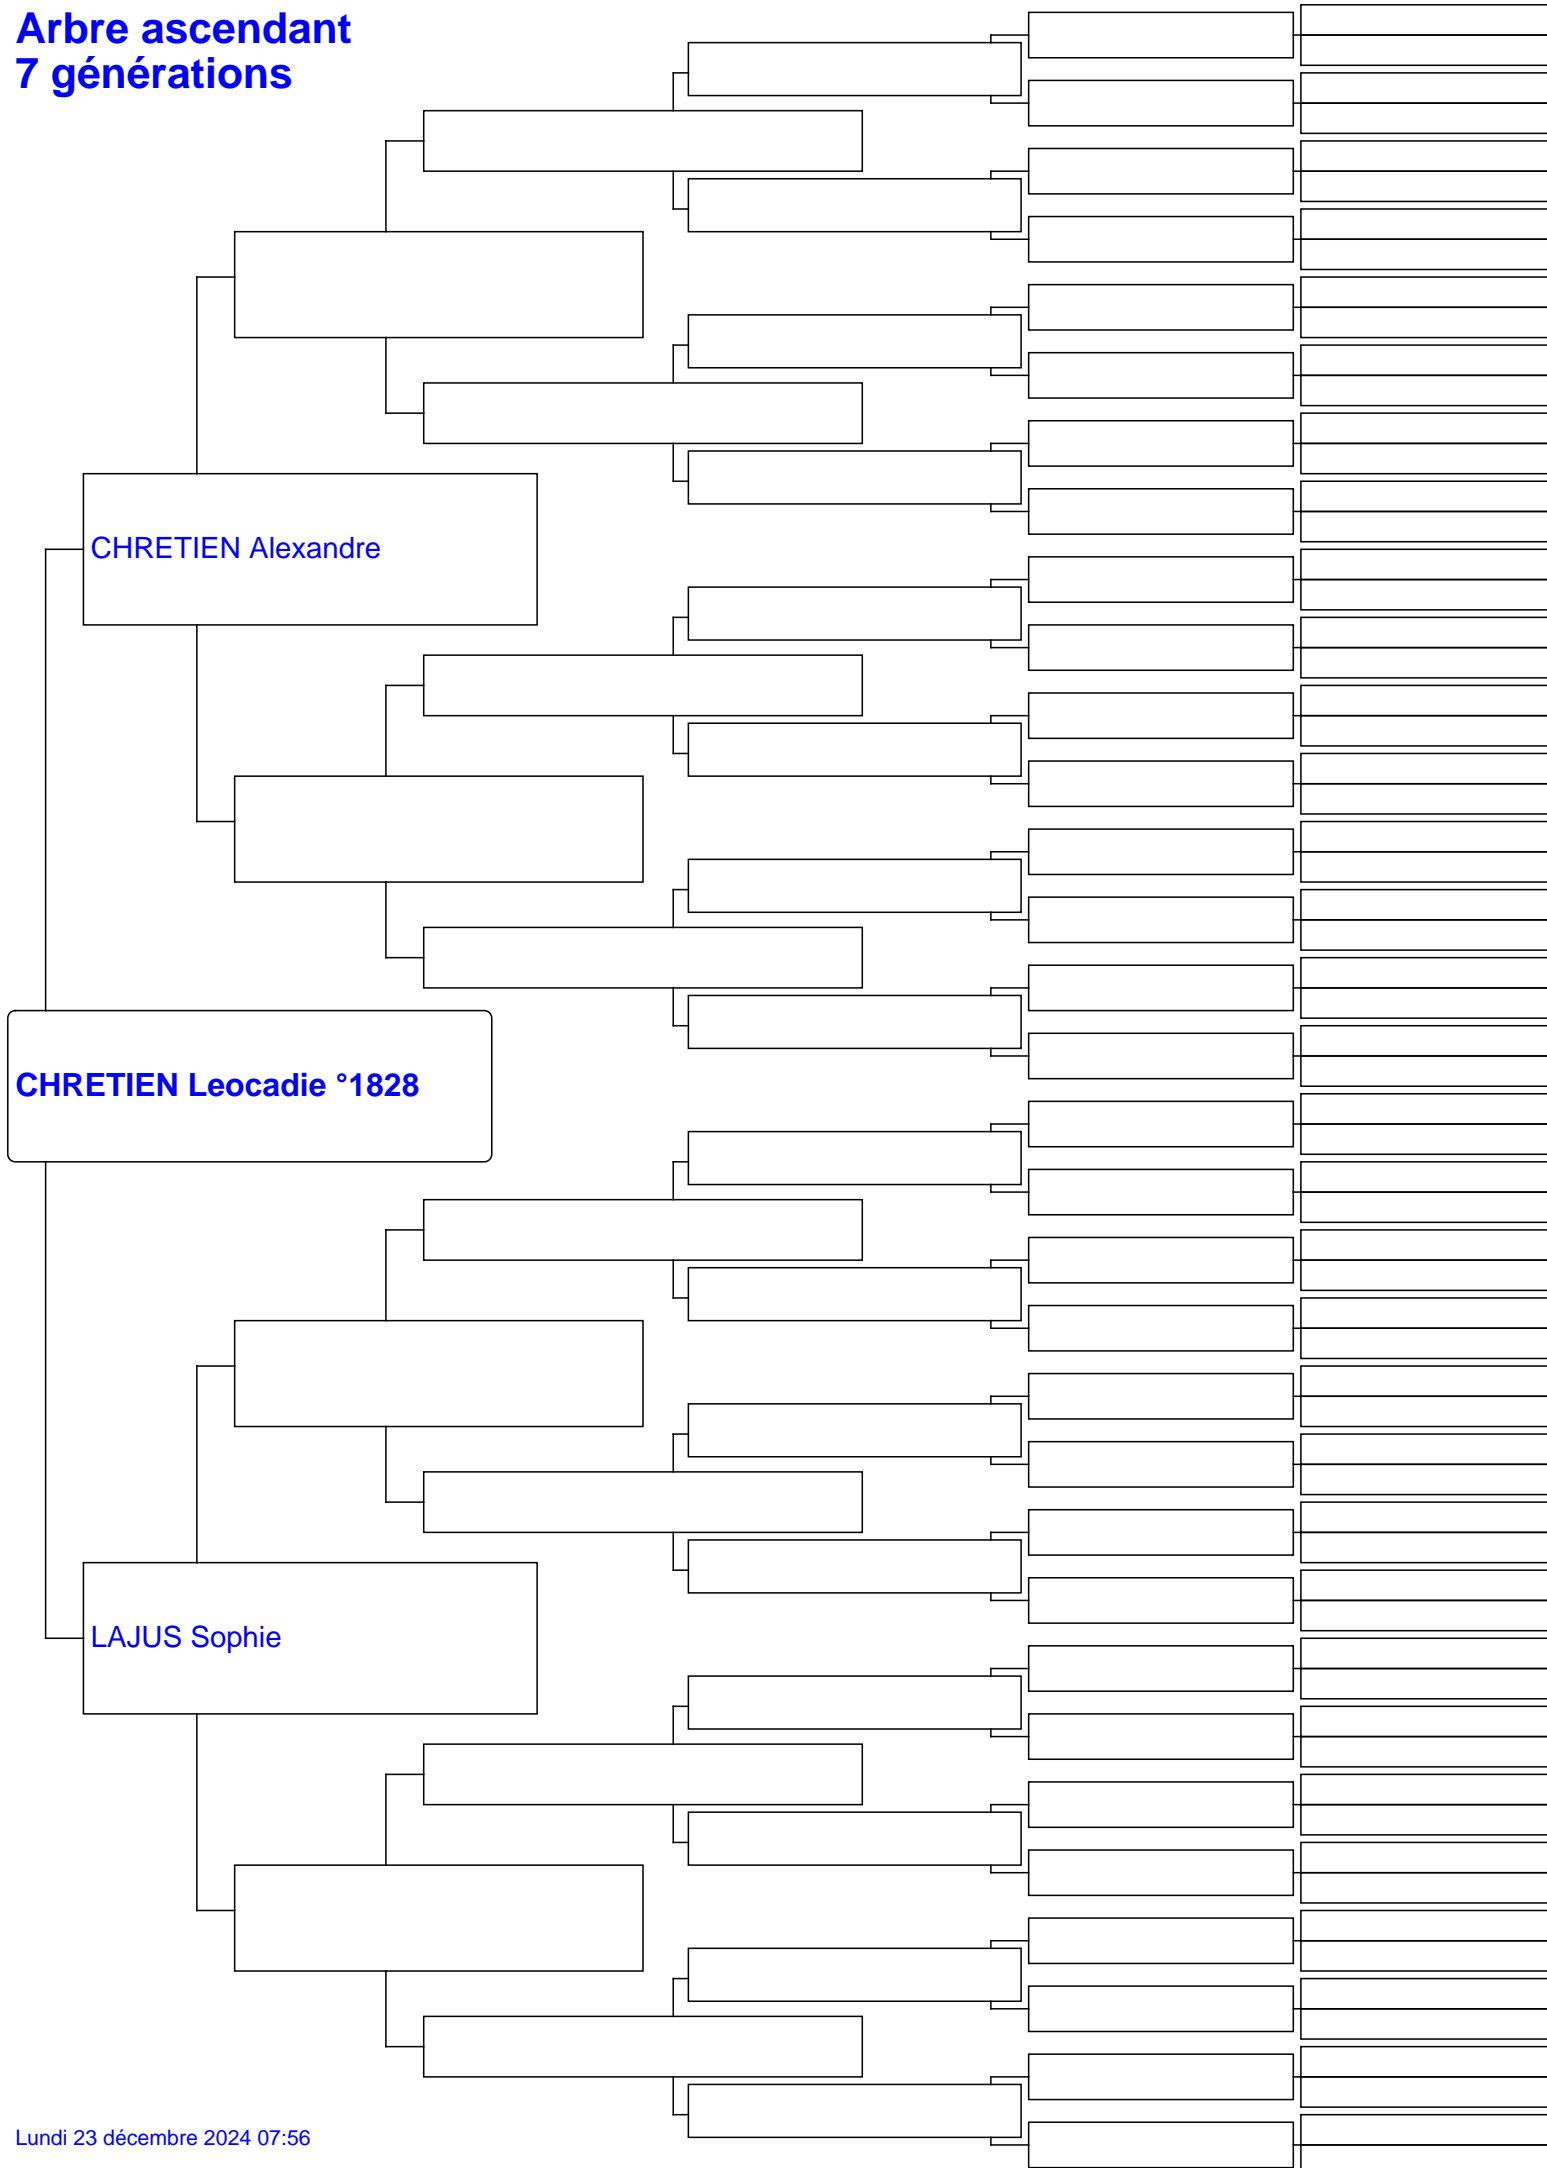 Arbre ascendant
7 générations
CHRETIEN Alexandre
CHRETIEN Leocadie °1828
LAJUS Sophie
Lundi 23 décembre 2024 07:56